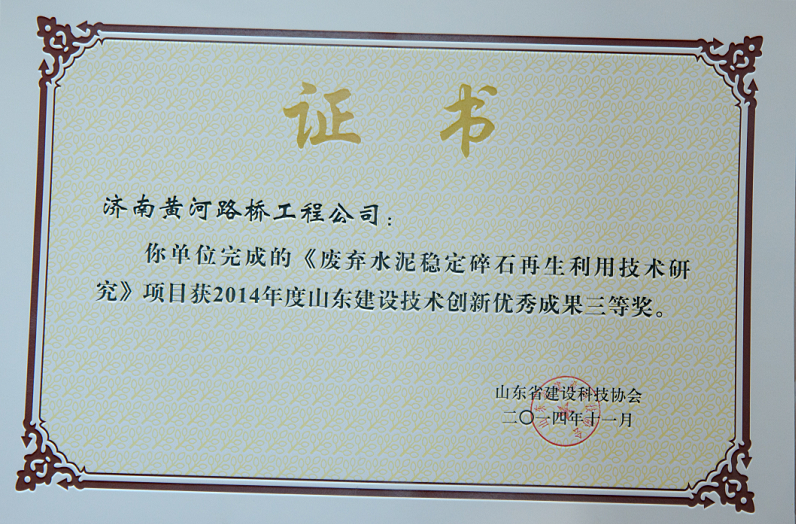 证 书
济南黄河路桥工程公司：
你单位完成的《废弃水泥稳定碎石再生利用技术研
究》项目获2014年度山东建设技术创新优秀成果三等奖。
山东省建设科技协会
二〇一四年十一月